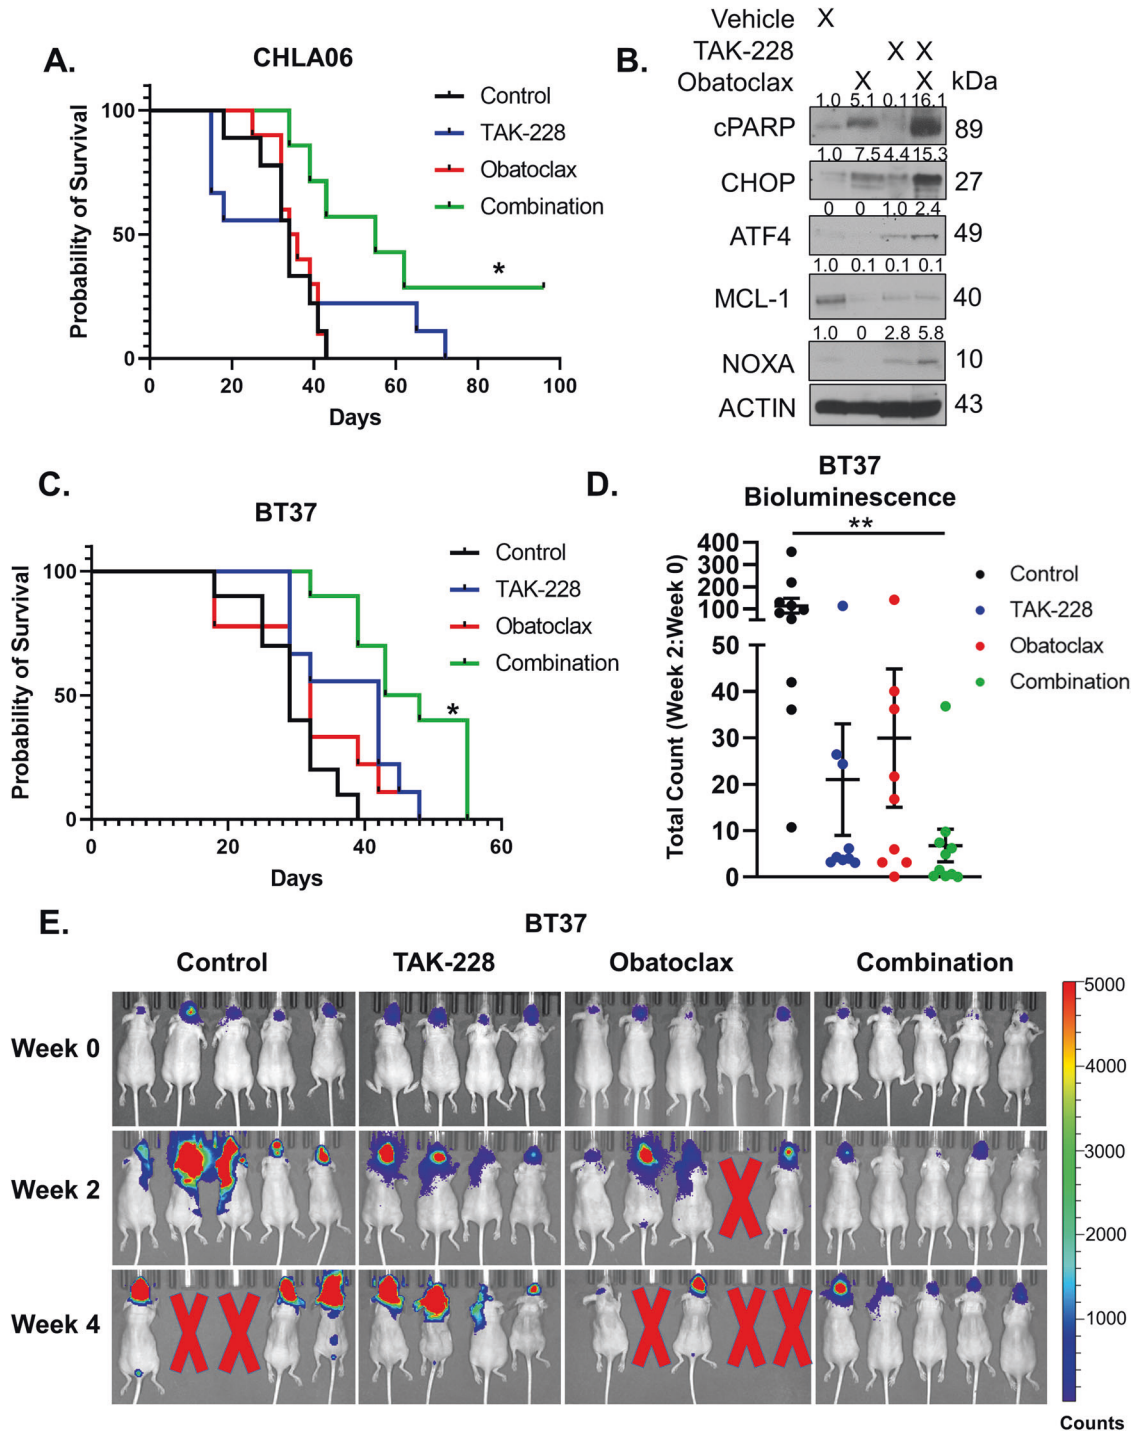 A.
CHLA06
Probability of Survival
100
50
0
0 20 40 60 80 100
Days
Control
TAK-228
Obatoclax
Combination
*
B.
Vehicle X
TAK-228 X X
Obatoclax X X kDa
1.0 5.1 0.1 16.1
cPARP 89
1.0 7.5 4.4 15.3
CHOP 27
0 0 1.0 2.4
ATF4 49
1.0 0.1 0.1 0.1
MCL-1 40
1.0 0 2.8 5.8
NOXA 10
ACTIN 43
C.
BT37
Probability of Survival
100
50
0
0 20 40 60
Days
Control
TAK-228
Obatoclax
Combination
*
D.
BT37
Bioluminescence
**
Total Count (Week 2:Week 0)
400
300
200
100
50
40
30
20
10
0
Control
TAK-228
Obatoclax
Combination
E.
BT37
Control TAK-228 Obatoclax Combination
Week 0
Week 2
X
Week 4
X X X X X
5000
4000
3000
2000
1000
Counts